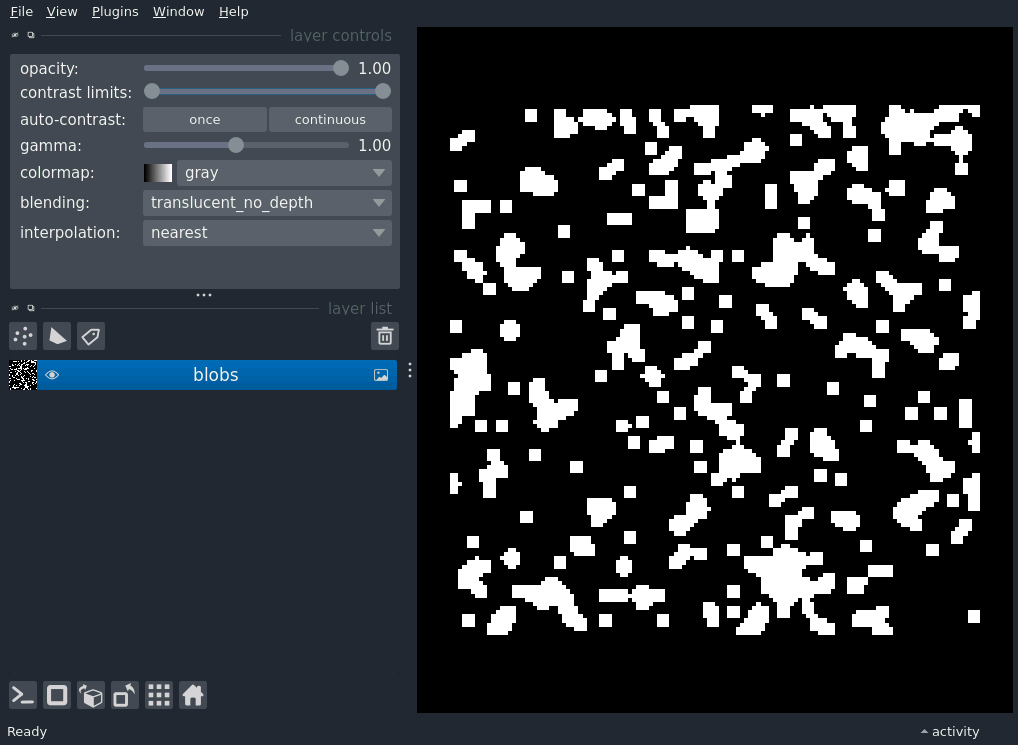 File View Plugins Window Help
layer controls
opacity: 1.00
contrast limits:
auto-contrast: once continuous
gamma: 1.00
colormap: gray
blending: translucent_no_depth
interpolation: nearest
layer list
blobs
Ready
activity